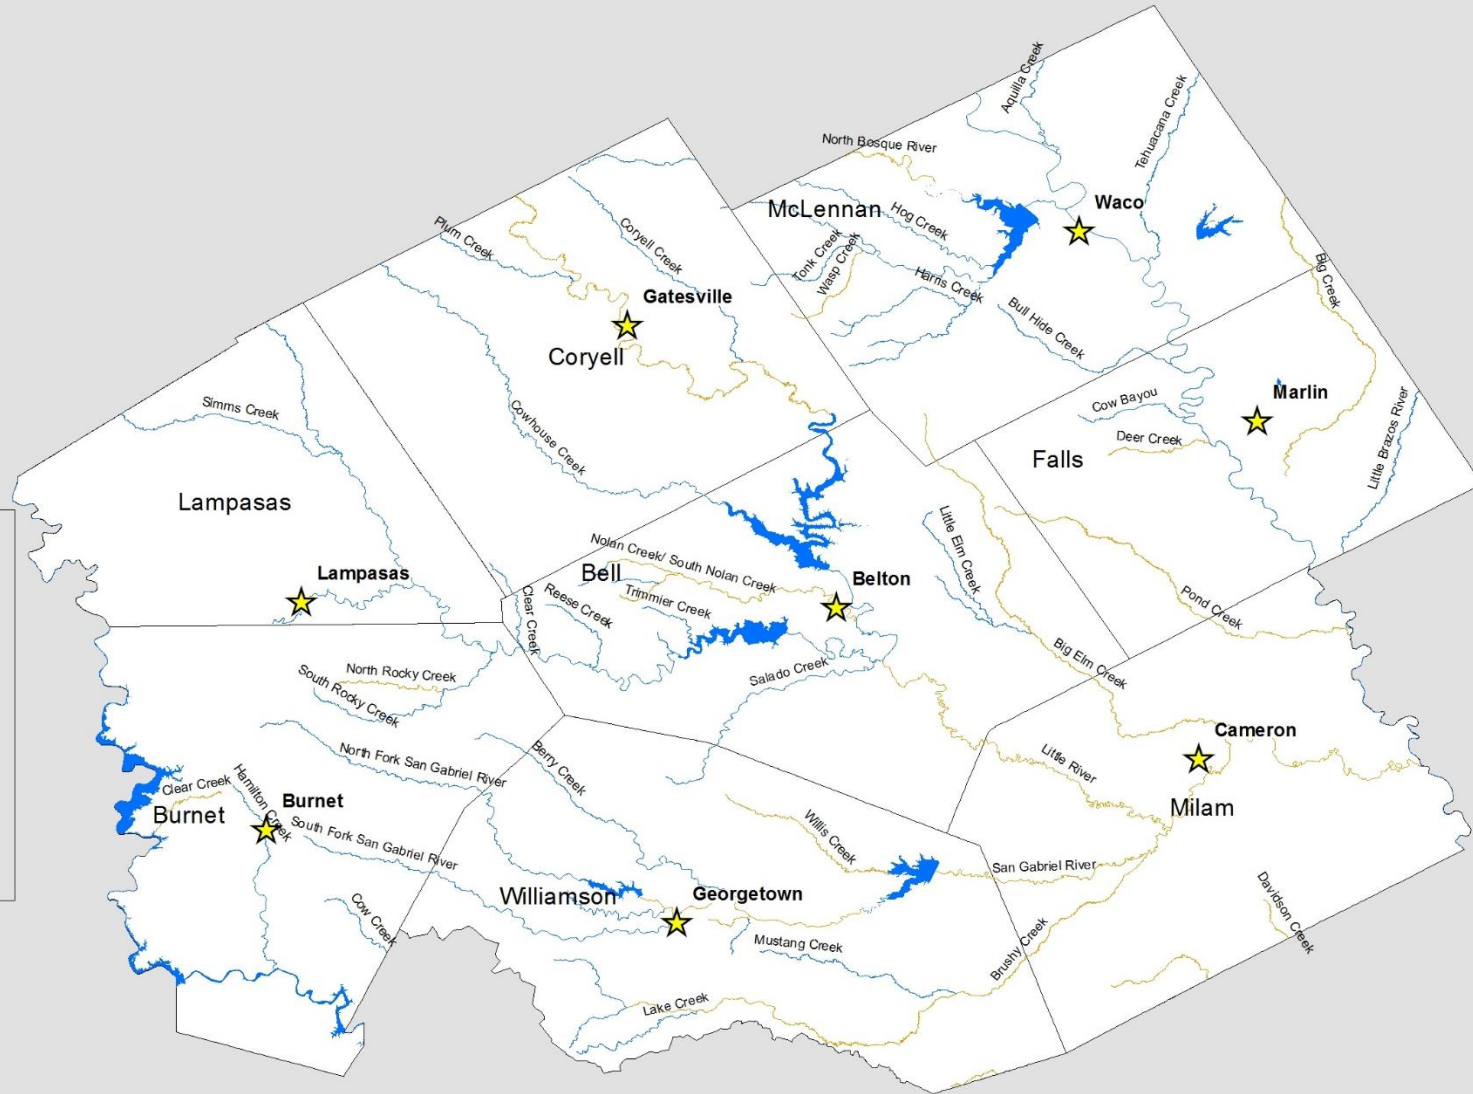 Aquilla Creek
Tehuacana Creek
North Bosque River
Waco
McLennan
Hog Creek
Coryell Creek
Plum Creek
Tonk Creek
Wasp Creek
Harris Creek
Big Creek
Gatesville
Bull Hide Creek
Coryell
Marlin
Cow Bayou
Simms Creek
Cowhouse Creek
Deer Creek
Little Brazos River
Falls
Lampasas
Little Elm Creek
Nolan Creek/ South Nolan Creek
Lampasas
Bell
Belton
Reese Creek
Trimmier Creek
Clear Creek
Pond Creek
Salado Creek
Big Elm Creek
North Rocky Creek
South Rocky Creek
Cameron
North Fork San Gabriel River
Berry Creek
Little River
Clear Creek
Hamilton Creek
Burnet
Burnet
Milam
South Fork San Gabriel River
Willis Creek
San Gabriel River
Williamson
Georgetown
Davidson Creek
Cow Creek
Mustang Creek
Brushy Creek
Lake Creek